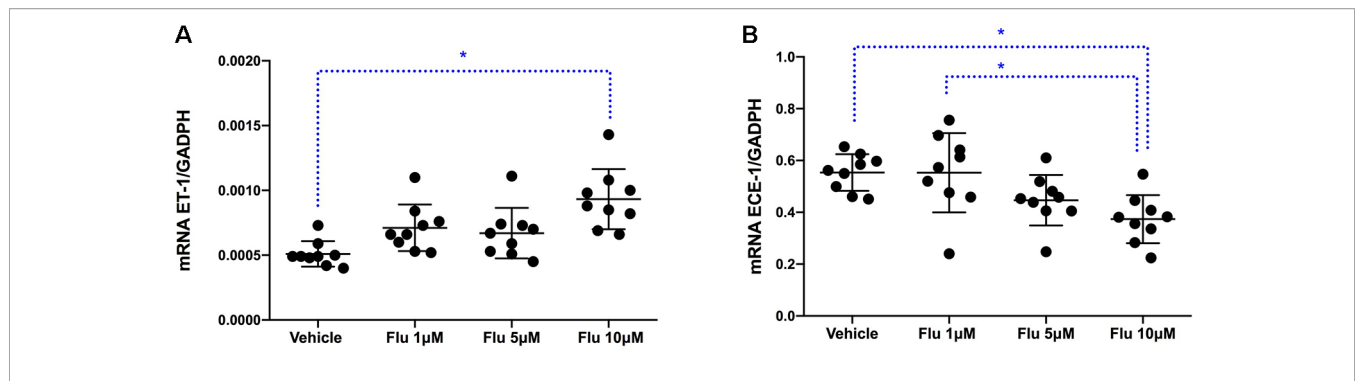 A
mRNA ET-1/GADPH
0.0020
0.0015
0.0010
0.0005
0.0000
*
Vehicle
Flu 1µM
Flu 5µM
Flu 10µM
B
mRNA ECE-1/GADPH
1.0
0.8
0.6
0.4
0.2
0.0
*
*
Vehicle
Flu 1µM
Flu 5µM
Flu 10µM